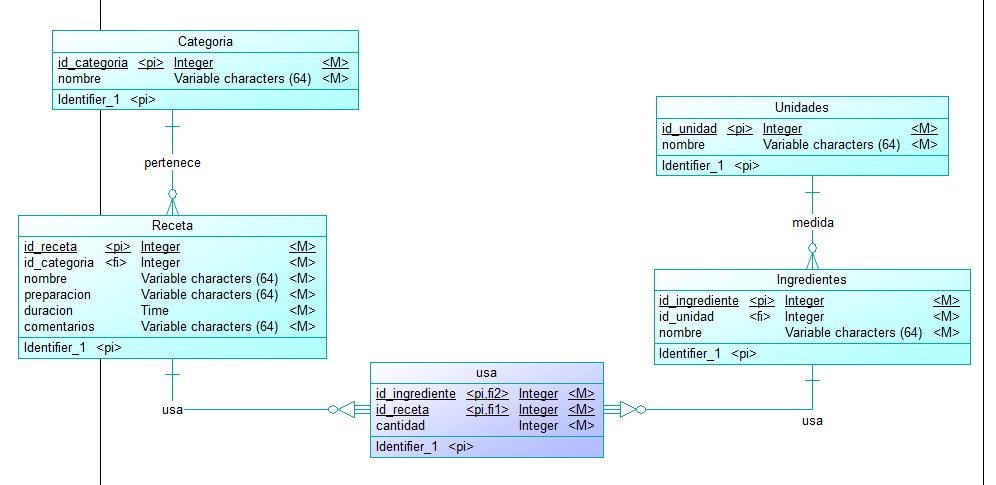 Categoria
id_categoria <pi> Integer <M>
nombre Variable characters (64) <M>
Identifier_1 <pi>
pertenece
Receta
id_receta <pi> Integer <M>
id_categoria <fi> Integer <M>
nombre Variable characters (64) <M>
preparacion Variable characters (64) <M>
duracion Time <M>
comentarios Variable characters (64) <M>
Identifier_1 <pi>
usa
usa
id_ingrediente <pi,fi2> Integer <M>
id_receta <pi,fi1> Integer <M>
cantidad Integer <M>
Identifier_1 <pi>
Unidades
id_unidad <pi> Integer <M>
nombre Variable characters (64) <M>
Identifier_1 <pi>
medida
Ingredientes
id_ingrediente <pi> Integer <M>
id_unidad <fi> Integer <M>
nombre Variable characters (64) <M>
Identifier_1 <pi>
usa